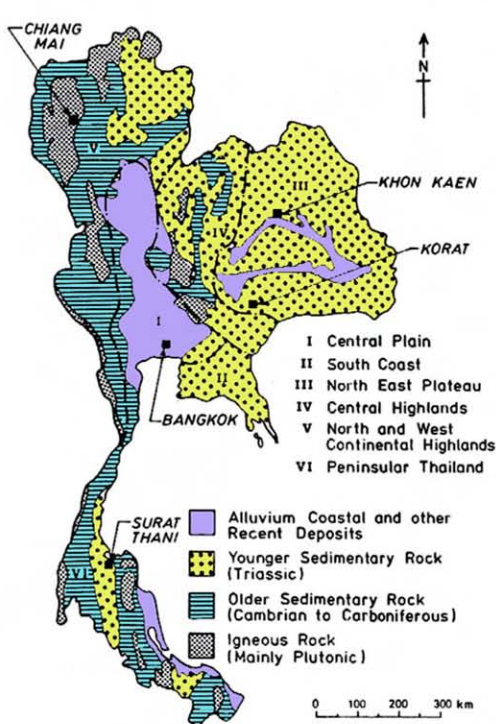 CHIANG
MAI
N
V
III
KHON KAEN
IV
KORAT
I
I Central Plain
II South Coast
III North East Plateau
IV Central Highlands
V North and West
Continental Highlands
VI Peninsular Thailand
II
BANGKOK
SURAT
THANI
VI
Alluvium Coastal and other
Recent Deposits
Younger Sedimentary Rock
(Triassic)
Older Sedimentary Rock
(Cambrian to Carboniferous)
Igneous Rock
(Mainly Plutonic)
0 100 200 300 km